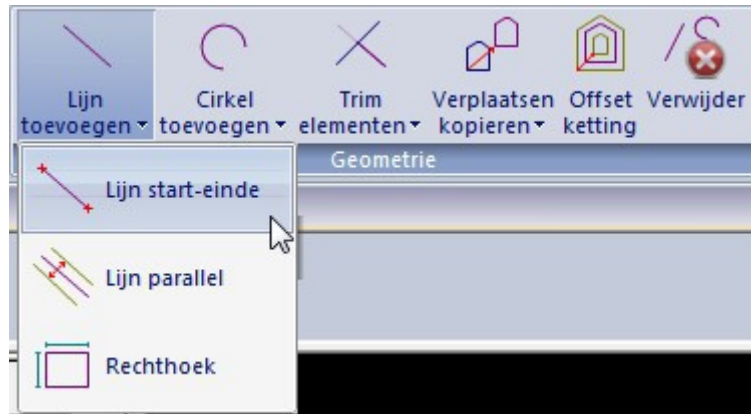 Lijn toevoegen
Cirkel toevoegen
Trim elementen
Verplaatsen kopieren
Offset ketting
Verwijder
Geometrie
Lijn start-einde
Lijn parallel
Rechthoek